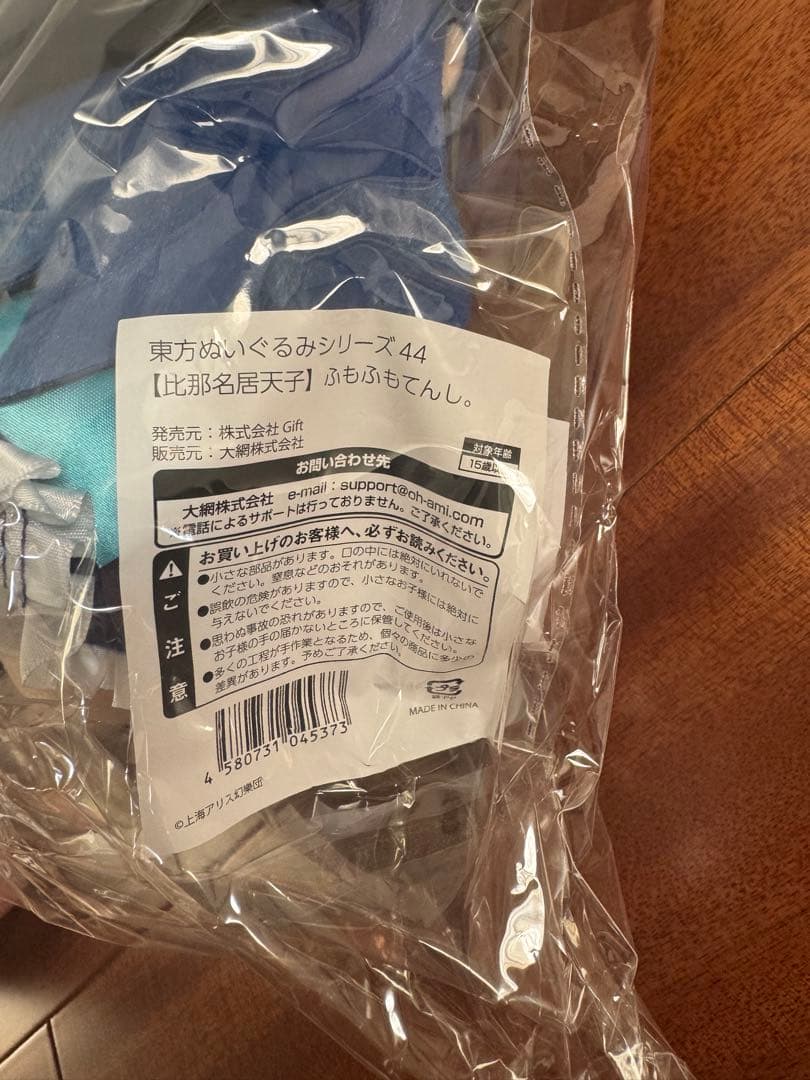 東方ぬいぐるみシリーズ 44
【比那名居天子】ふもふもてんし。
発売元：株式会社 Gift
販売元：大網株式会社
対象年齢
15歳以
お問い合わせ先
大網株式会社 e-mail：support@oh-ami.com
※電話によるサポートは行っておりません。ご了承ください。
ご注意
お買い上げのお客様へ、必ずお読みください。
●小さな部品があります。口の中には絶対にいれないで
ください。窒息などのおそれがあります。
●誤飲の危険がありますので、小さなお子様には絶対に
与えないでください。
●思わぬ事故の恐れがありますので、ご使用後は小さな
お子様の手の届かないところに保管してください。
●多くの工程が手作業となるため、個々の商品に多少の
差異があります。予めご了承ください。
4 580731 045373
MADE IN CHINA
©上海アリス幻樂団